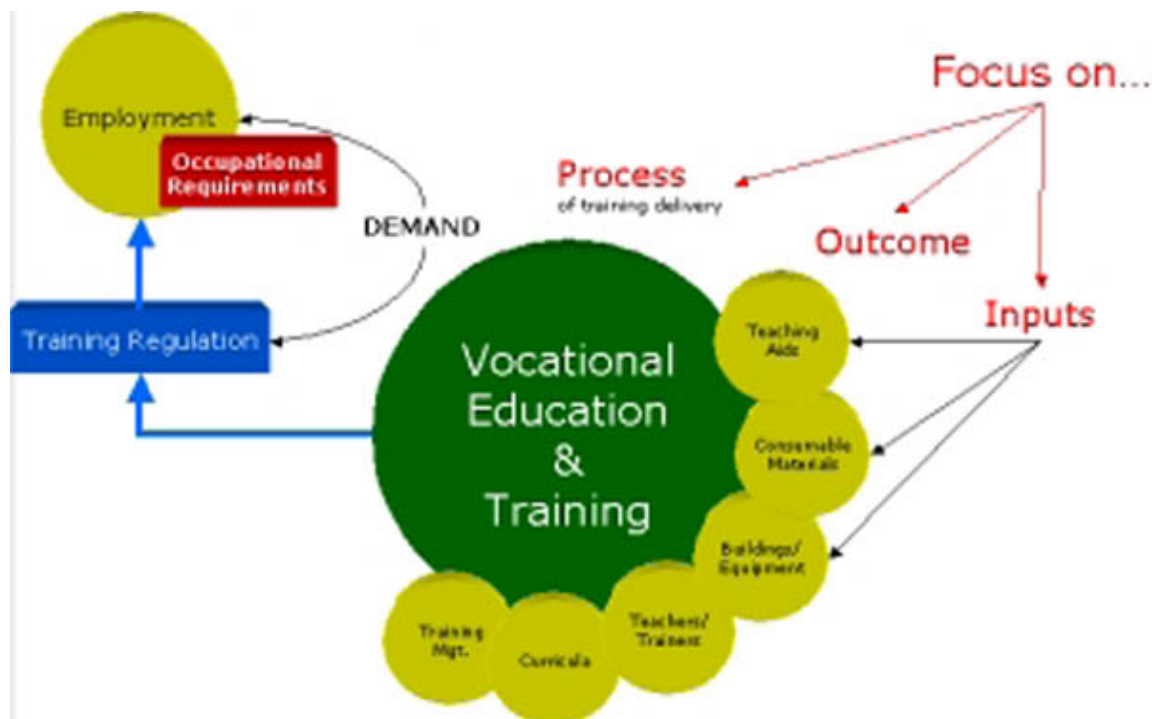 Focus on...
Employment
Occupational
Requirements
Process
of training delivery
DEMAND
Outcome
Inputs
Training Regulation
Teaching
Aids
Vocational
Education
&
Training
Consumable
Materials
Buildings/
Equipment
Teachers/
Trainers
Training
Mgt.
Curricula